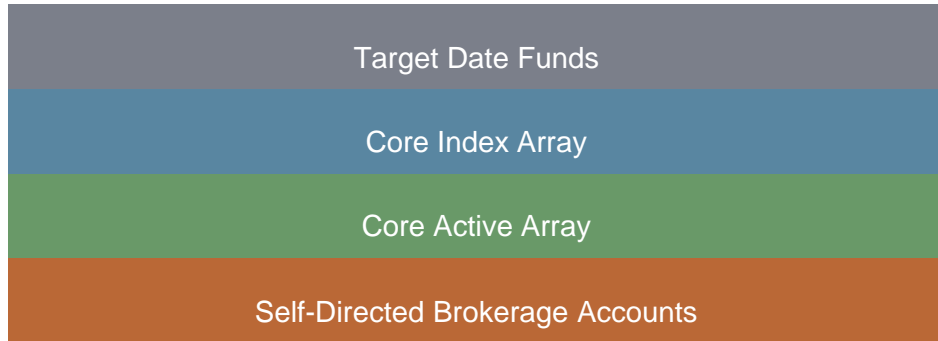 Target Date Funds
Core Index Array
Core Active Array
Self-Directed Brokerage Accounts